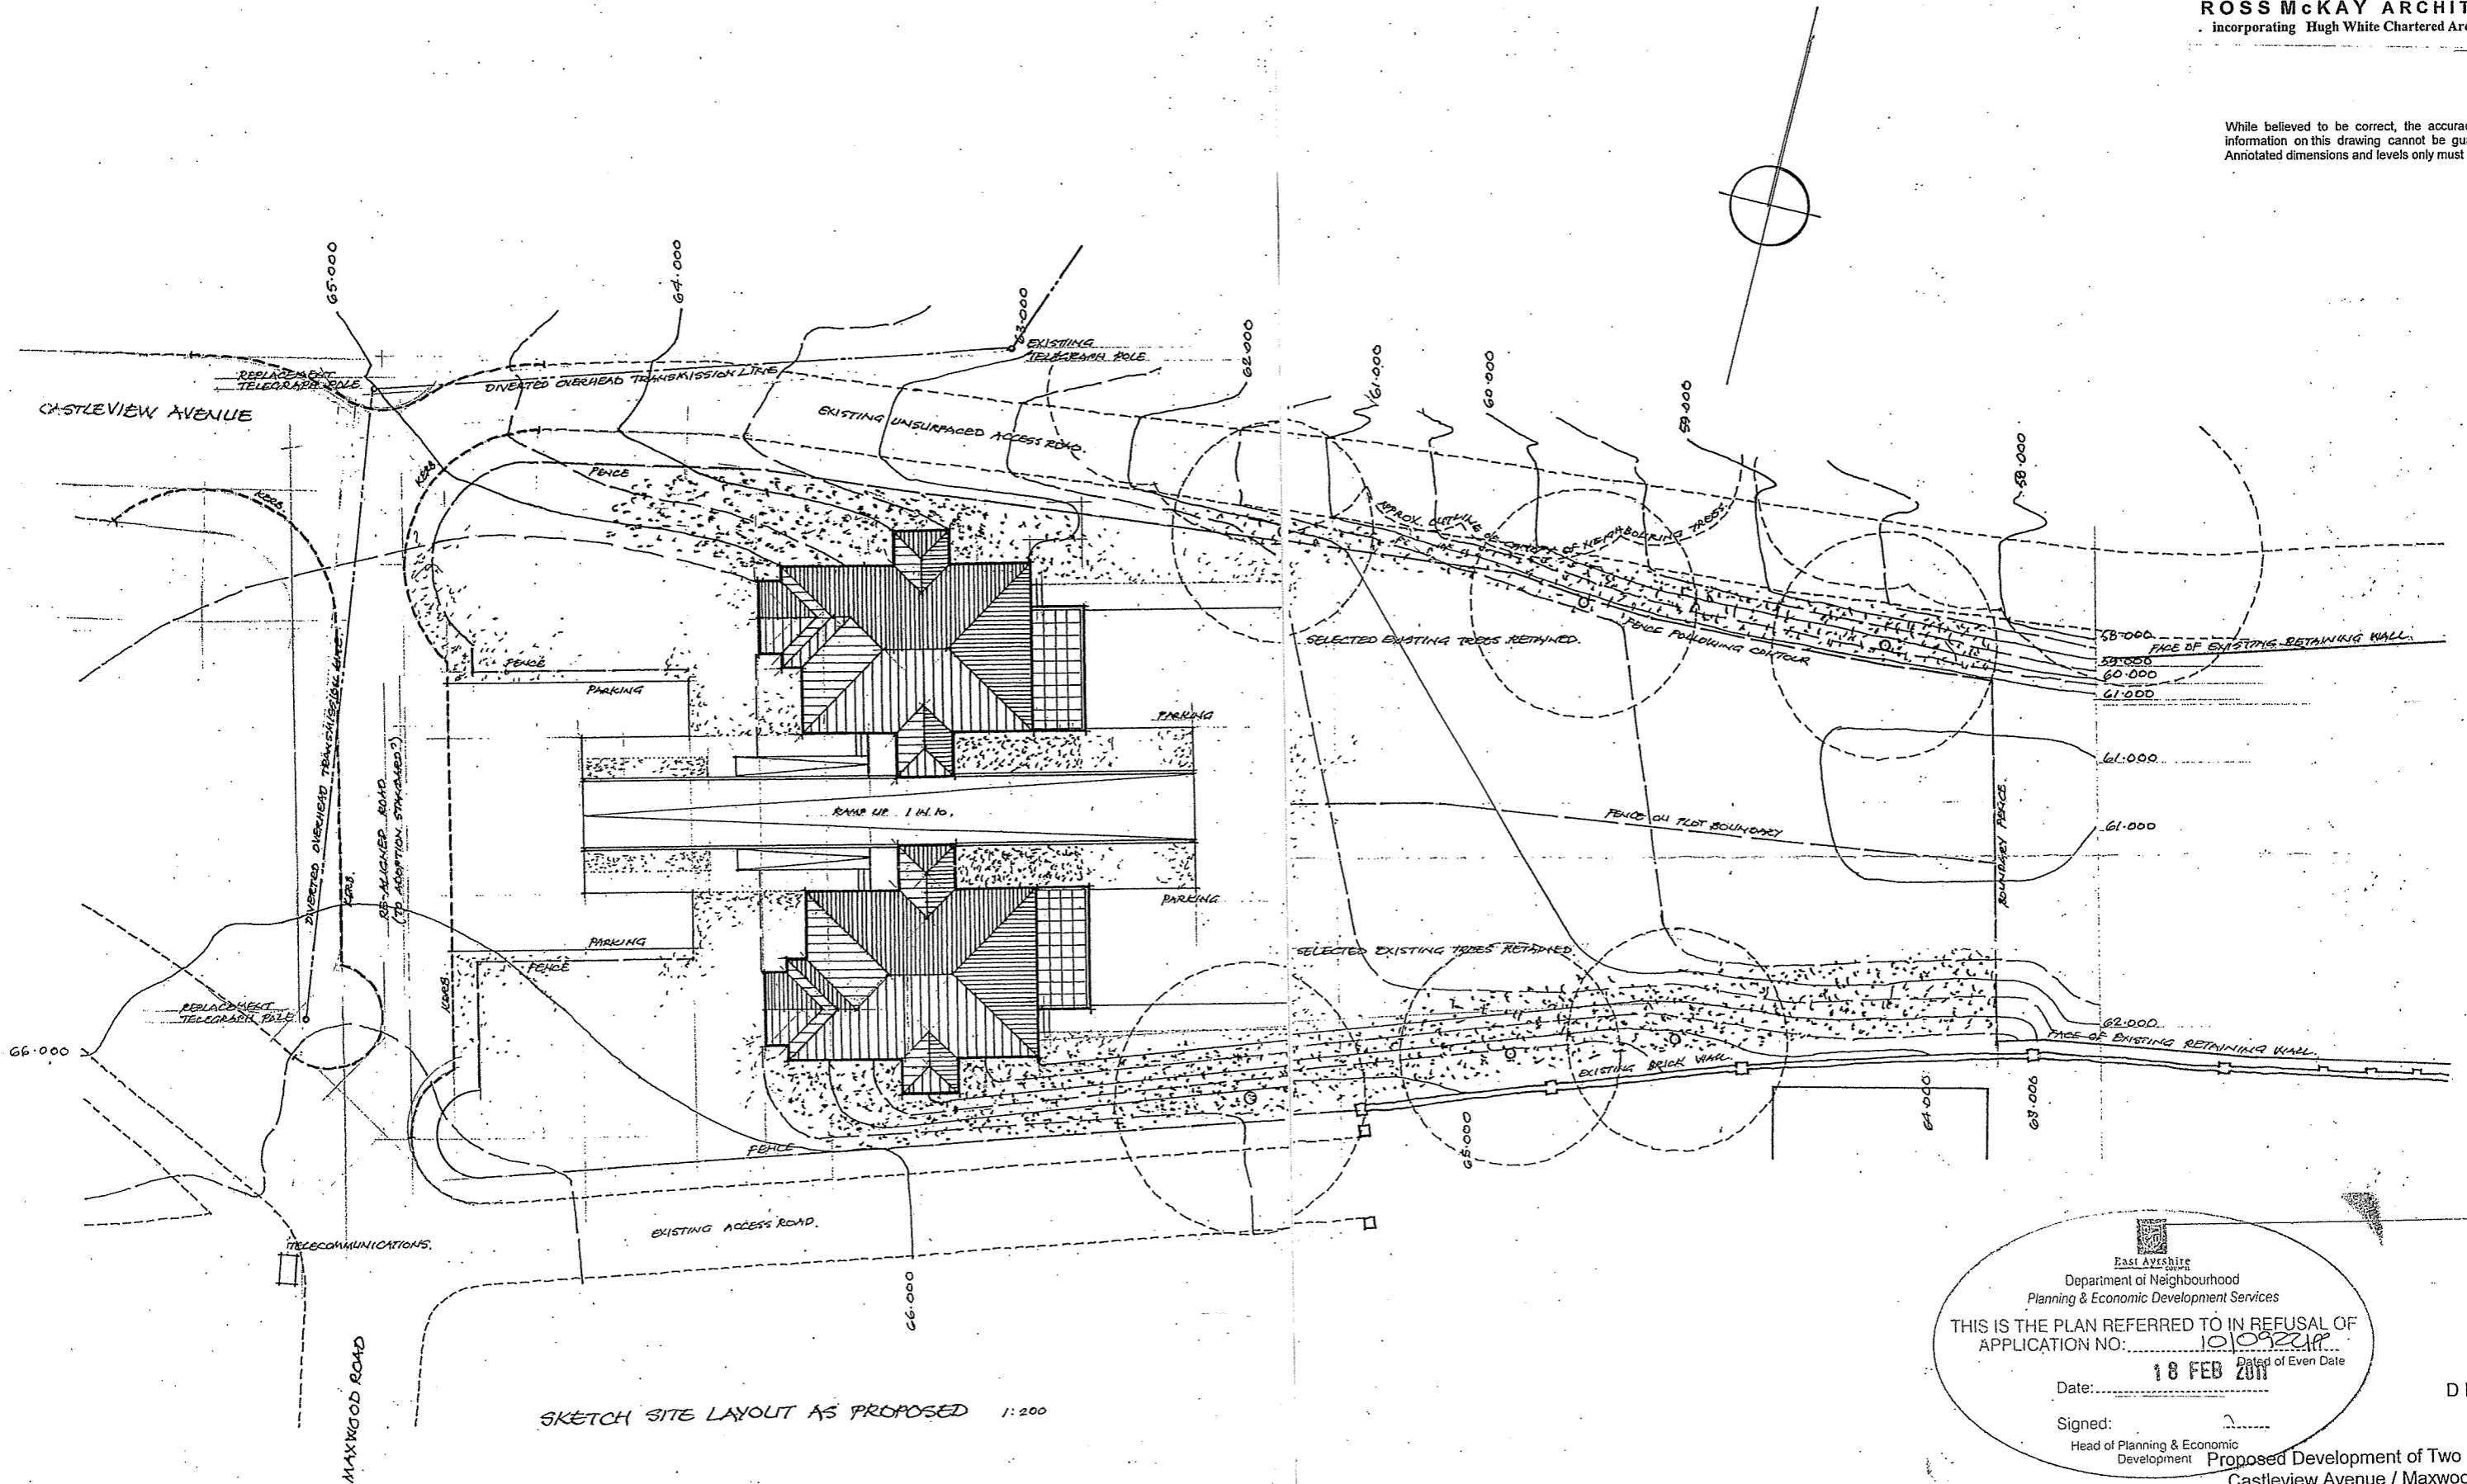 ROSS McKAY ARCHIT
incorporating Hugh White Chartered Arc
While believed to be correct, the accurac
information on this drawing cannot be gu
Annotated dimensions and levels only must
65.000
64.000
63.000
62.000
61.000
60.000
59.000
58.000
EXISTING
TELEGRAPH POLE
REPLACEMENT
TELEGRAPH POLE
DIVERTED OVERHEAD TRANSMISSION LINE
CASTLEVIEW AVENUE
EXISTING UNSURFACED ACCESS ROAD.
KERB
KERB
FENCE
APPROX. OUTLINE OF CANOPY OF NEIGHBOURING TREES
SELECTED EXISTING TREES RETAINED.
FENCE FOLLOWING CONTOUR
58.000
FACE OF EXISTING RETAINING WALL.
59.000
60.000
61.000
FENCE
PARKING
PARKING
61.000
DIVERTED OVERHEAD TRANSMISSION LINE.
KERB.
RE-ALIGNED ROAD
(TO ADOPTION STANDARD?)
RAMP UP 1 IN 10.
FENCE ON PLOT BOUNDARY
61.000
BOUNDARY FENCE.
PARKING
PARKING
FENCE
KERB.
SELECTED EXISTING TREES RETAINED
REPLACEMENT
TELEGRAPH POLE
66.000
62.000
FACE OF EXISTING RETAINING WALL.
EXISTING BRICK WALL
65.000
64.000
63.000
FENCE
EXISTING ACCESS ROAD.
TELECOMMUNICATIONS.
66.000
MAXWOOD ROAD
SKETCH SITE LAYOUT AS PROPOSED 1:200
East Ayrshire
COUNCIL
Department of Neighbourhood
Planning & Economic Development Services
THIS IS THE PLAN REFERRED TO IN REFUSAL OF
APPLICATION NO:
Dated of Even Date
18 FEB 2011
Date:
Signed:
Head of Planning & Economic
Development
D
Proposed Development of Two
Castleview Avenue / Maxwoo